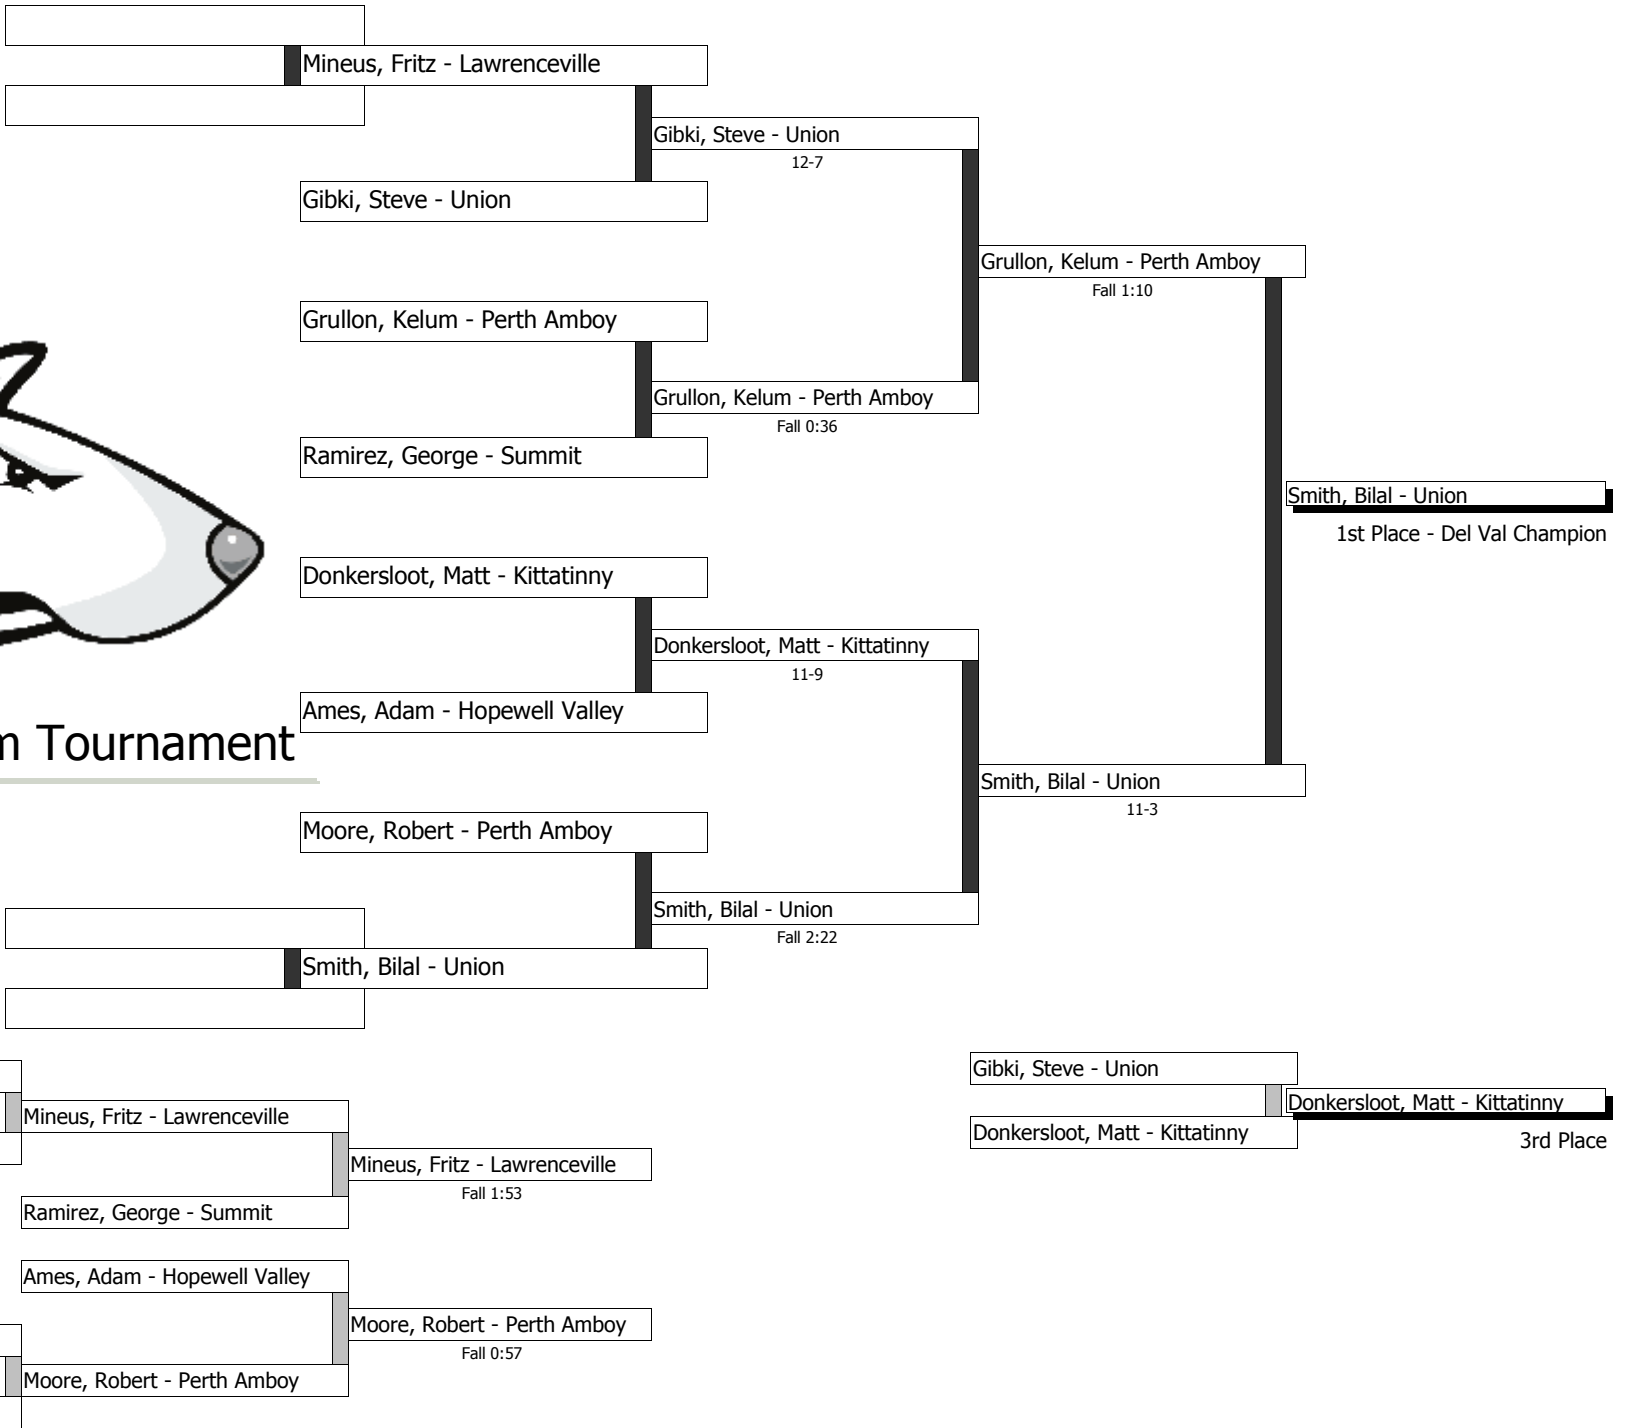 Mineus, Fritz - Lawrenceville
Gibki, Steve - Union
12-7
Gibki, Steve - Union
Grullon, Kelum - Perth Amboy
Fall 1:10
Grullon, Kelum - Perth Amboy
Grullon, Kelum - Perth Amboy
Fall 0:36
Ramirez, George - Summit
Smith, Bilal - Union
1st Place - Del Val Champion
Donkersloot, Matt - Kittatinny
Donkersloot, Matt - Kittatinny
11-9
Ames, Adam - Hopewell Valley
Tournament
Smith, Bilal - Union
11-3
Moore, Robert - Perth Amboy
Smith, Bilal - Union
Fall 2:22
Smith, Bilal - Union
Gibki, Steve - Union
Donkersloot, Matt - Kittatinny
Donkersloot, Matt - Kittatinny
3rd Place
Mineus, Fritz - Lawrenceville
Mineus, Fritz - Lawrenceville
Fall 1:53
Ramirez, George - Summit
Ames, Adam - Hopewell Valley
Moore, Robert - Perth Amboy
Fall 0:57
Moore, Robert - Perth Amboy